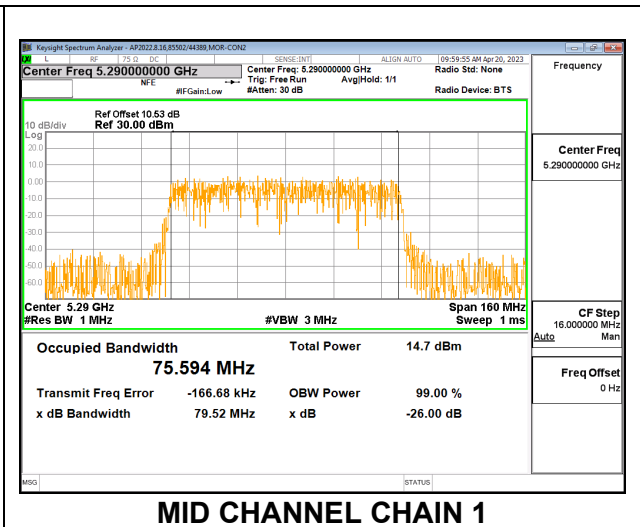 Keysight Spectrum Analyzer - AP2022.8.16,85502/44389,MOR-CON2
L RF 75 Ω DC SENSE:INT ALIGN AUTO 09:59:55 AM Apr 20, 2023
Center Freq 5.290000000 GHz Center Freq: 5.290000000 GHz Radio Std: None
NFE Trig: Free Run Avg|Hold: 1/1
#IFGain:Low #Atten: 30 dB Radio Device: BTS
Frequency
Ref Offset 10.53 dB
10 dB/div Ref 30.00 dBm
Log
20.0
10.0
0.00
-10.0
-20.0
-30.0
-40.0
-50.0
-60.0
Center 5.29 GHz Span 160 MHz
#Res BW 1 MHz #VBW 3 MHz Sweep 1 ms
Center Freq
5.290000000 GHz
CF Step
16.000000 MHz
Auto Man
Freq Offset
0 Hz
Occupied Bandwidth Total Power 14.7 dBm
75.594 MHz
Transmit Freq Error -166.68 kHz OBW Power 99.00 %
x dB Bandwidth 79.52 MHz x dB -26.00 dB
MSG STATUS
MID CHANNEL CHAIN 1